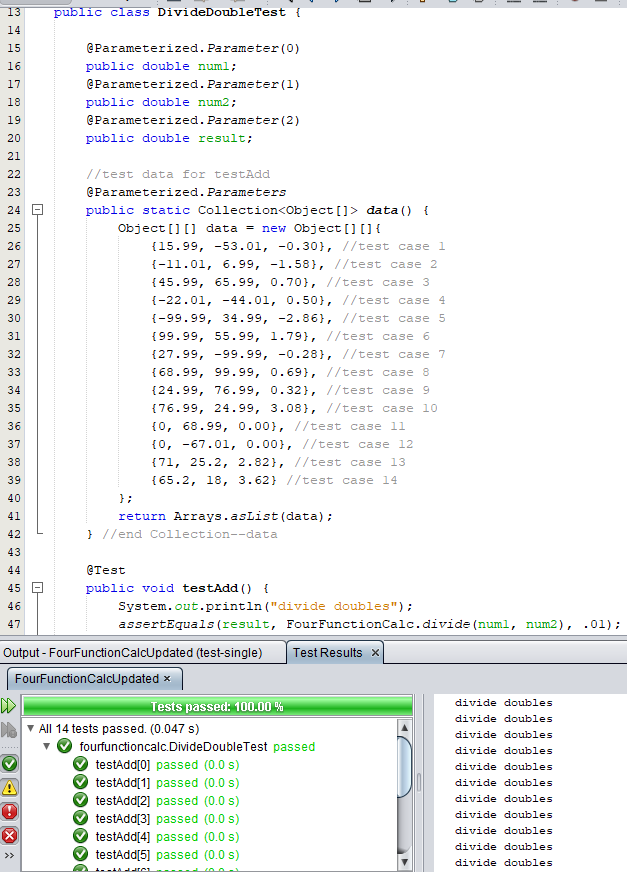 13 public class DivideDoubleTest {
14
15 @Parameterized.Parameter(0)
16 public double num1;
17 @Parameterized.Parameter(1)
18 public double num2;
19 @Parameterized.Parameter(2)
20 public double result;
21
22 //test data for testAdd
23 @Parameterized.Parameters
24 public static Collection<Object[]> data() {
25 Object[][] data = new Object[][]{
26 {15.99, -53.01, -0.30}, //test case 1
27 {-11.01, 6.99, -1.58}, //test case 2
28 {45.99, 65.99, 0.70}, //test case 3
29 {-22.01, -44.01, 0.50}, //test case 4
30 {-99.99, 34.99, -2.86}, //test case 5
31 {99.99, 55.99, 1.79}, //test case 6
32 {27.99, -99.99, -0.28}, //test case 7
33 {68.99, 99.99, 0.69}, //test case 8
34 {24.99, 76.99, 0.32}, //test case 9
35 {76.99, 24.99, 3.08}, //test case 10
36 {0, 68.99, 0.00}, //test case 11
37 {0, -67.01, 0.00}, //test case 12
38 {71, 25.2, 2.82}, //test case 13
39 {65.2, 18, 3.62} //test case 14
40 };
41 return Arrays.asList(data);
42 } //end Collection--data
43
44 @Test
45 public void testAdd() {
46 System.out.println("divide doubles");
47 assertEquals(result, FourFunctionCalc.divide(num1, num2), .01);
Output - FourFunctionCalcUpdated (test-single) Test Results ×
FourFunctionCalcUpdated ×
Tests passed: 100.00 %
All 14 tests passed. (0.047 s)
fourfunctioncalc.DivideDoubleTest passed
testAdd[0] passed (0.0 s)
testAdd[1] passed (0.0 s)
testAdd[2] passed (0.0 s)
testAdd[3] passed (0.0 s)
testAdd[4] passed (0.0 s)
testAdd[5] passed (0.0 s)
divide doubles
divide doubles
divide doubles
divide doubles
divide doubles
divide doubles
divide doubles
divide doubles
divide doubles
divide doubles
divide doubles